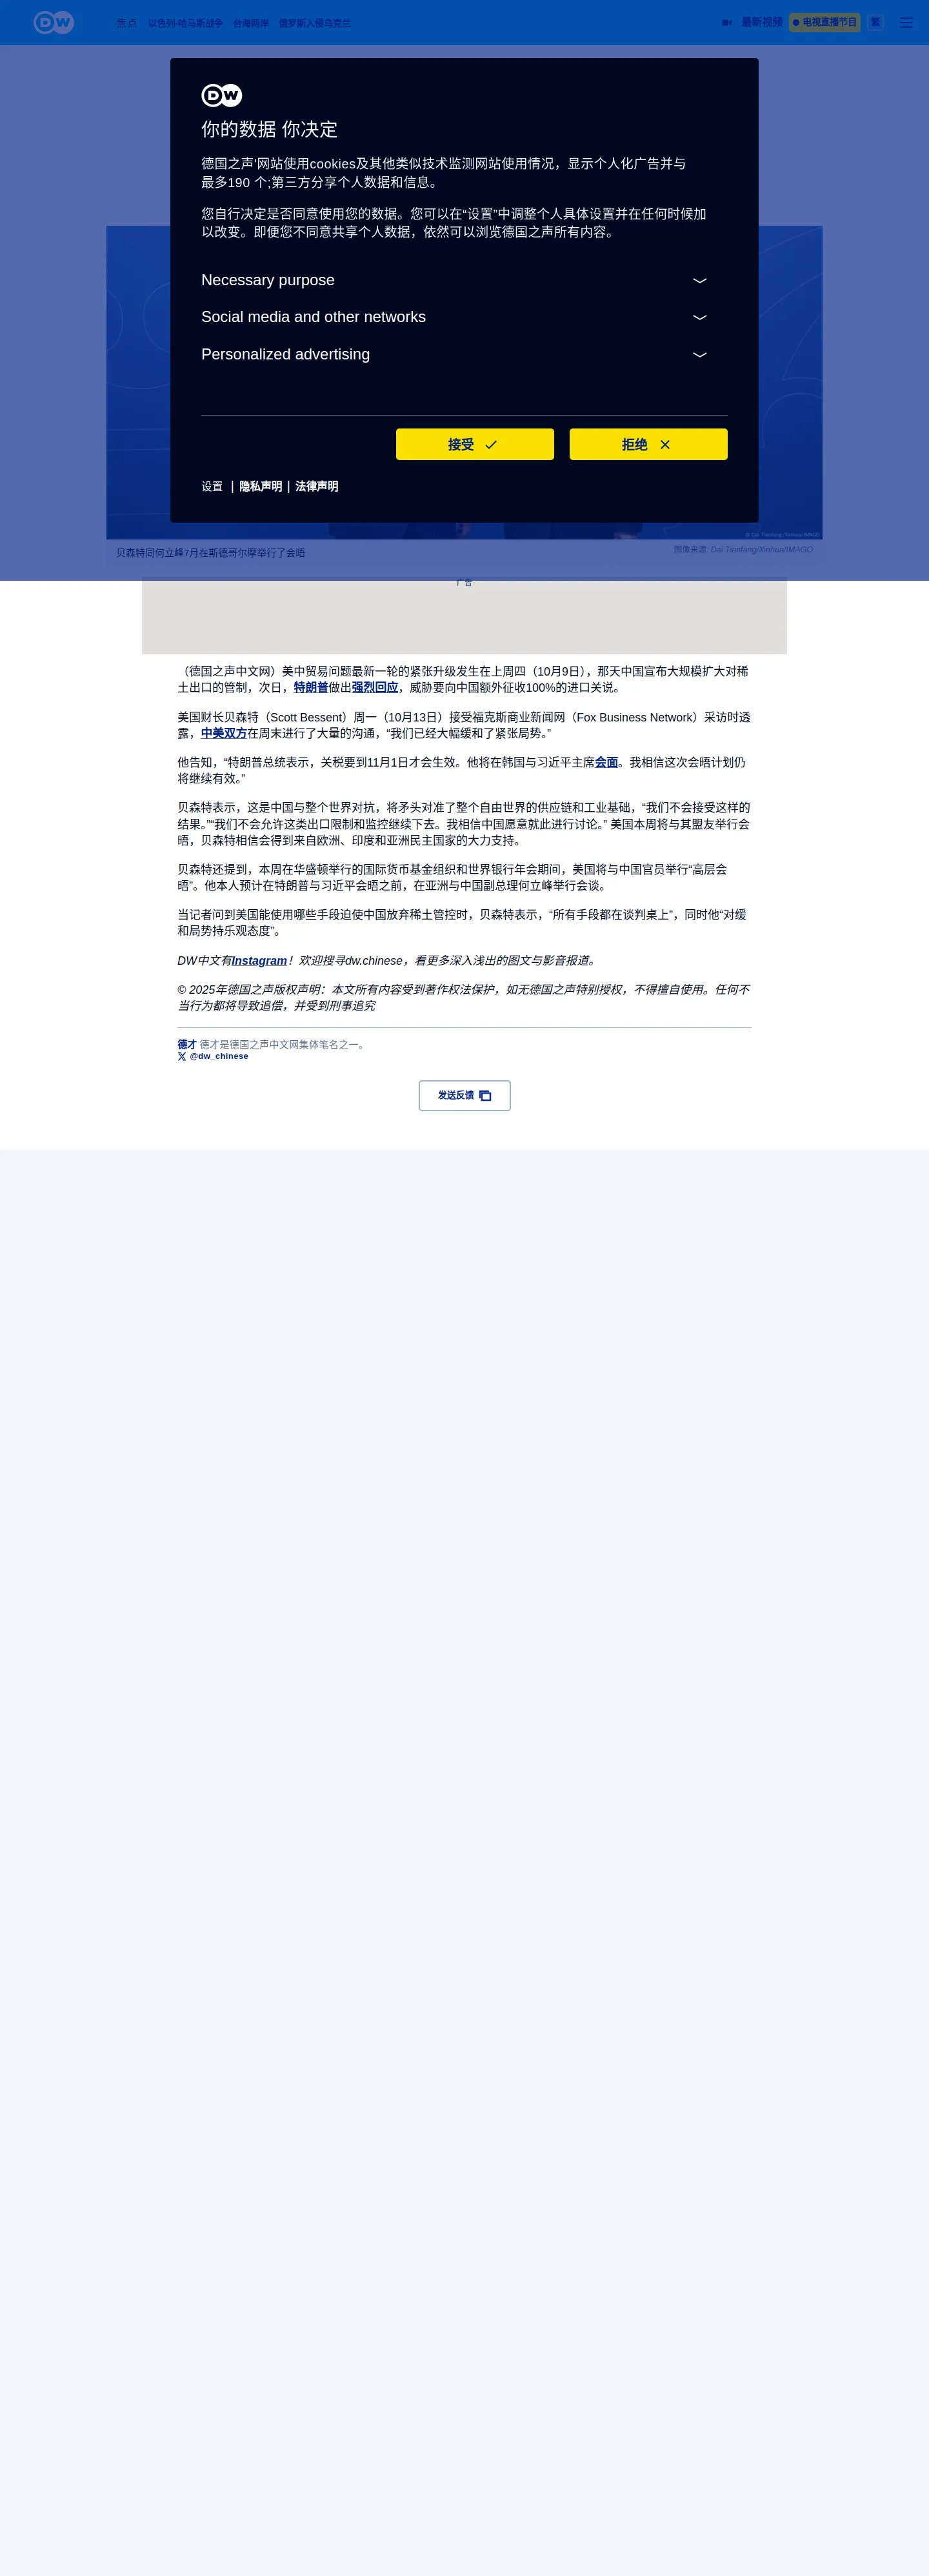 DW
焦点 以色列-哈马斯战争 台海两岸 俄罗斯入侵乌克兰 最新视频 电视直播节目 繁
DW
你的数据 你决定
德国之声'网站使用cookies及其他类似技术监测网站使用情况，显示个人化广告并与
最多190 个;第三方分享个人数据和信息。
您自行决定是否同意使用您的数据。您可以在“设置”中调整个人具体设置并在任何时候加
以改变。即便您不同意共享个人数据，依然可以浏览德国之声所有内容。
Necessary purpose
Social media and other networks
Personalized advertising
接受 拒绝
设置 | 隐私声明 | 法律声明
© Dai Tianfang/Xinhua/IMAGO
贝森特同何立峰7月在斯德哥尔摩举行了会晤 图像来源: Dai Tianfang/Xinhua/IMAGO
广告
（德国之声中文网）美中贸易问题最新一轮的紧张升级发生在上周四（10月9日），那天中国宣布大规模扩大对稀
土出口的管制，次日，特朗普做出强烈回应，威胁要向中国额外征收100%的进口关说。
美国财长贝森特（Scott Bessent）周一（10月13日）接受福克斯商业新闻网（Fox Business Network）采访时透
露，中美双方在周末进行了大量的沟通，“我们已经大幅缓和了紧张局势。”
他告知，“特朗普总统表示，关税要到11月1日才会生效。他将在韩国与习近平主席会面。我相信这次会晤计划仍
将继续有效。”
贝森特表示，这是中国与整个世界对抗，将矛头对准了整个自由世界的供应链和工业基础，“我们不会接受这样的
结果。”“我们不会允许这类出口限制和监控继续下去。我相信中国愿意就此进行讨论。” 美国本周将与其盟友举行会
晤，贝森特相信会得到来自欧洲、印度和亚洲民主国家的大力支持。
贝森特还提到，本周在华盛顿举行的国际货币基金组织和世界银行年会期间，美国将与中国官员举行“高层会
晤”。他本人预计在特朗普与习近平会晤之前，在亚洲与中国副总理何立峰举行会谈。
当记者问到美国能使用哪些手段迫使中国放弃稀土管控时，贝森特表示，“所有手段都在谈判桌上”，同时他“对缓
和局势持乐观态度”。
DW中文有Instagram！欢迎搜寻dw.chinese，看更多深入浅出的图文与影音报道。
© 2025年德国之声版权声明：本文所有内容受到著作权法保护，如无德国之声特别授权，不得擅自使用。任何不
当行为都将导致追偿，并受到刑事追究
德才 德才是德国之声中文网集体笔名之一。
@dw_chinese
发送反馈